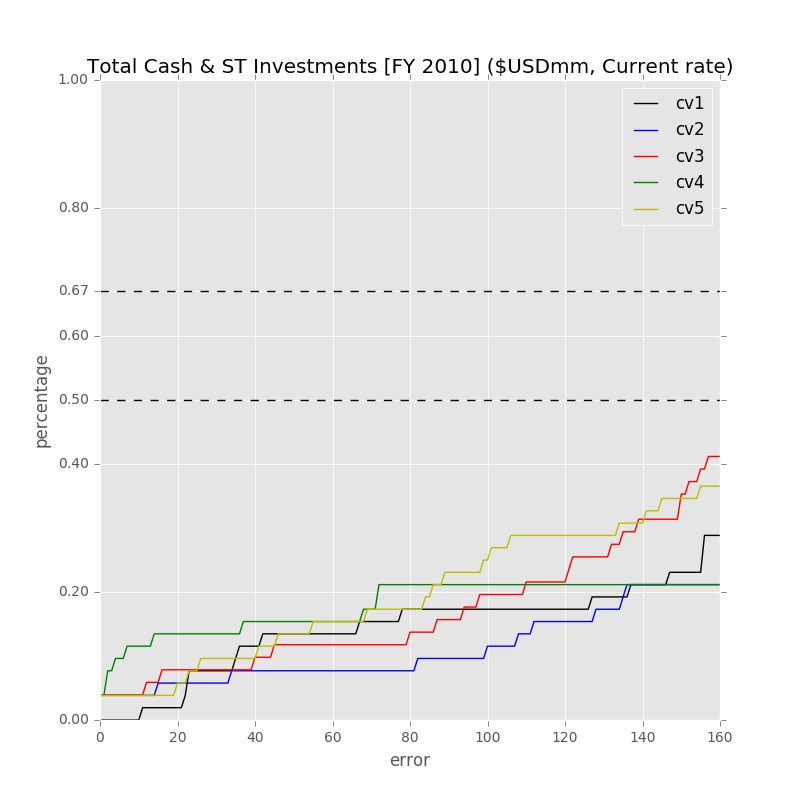 Total Cash & ST Investments [FY 2010] ($USDmm, Current rate)
1.00
0.80
0.67
0.60
0.50
0.40
0.20
0.00
percentage
cv1
cv2
cv3
cv4
cv5
0 20 40 60 80 100 120 140 160
error